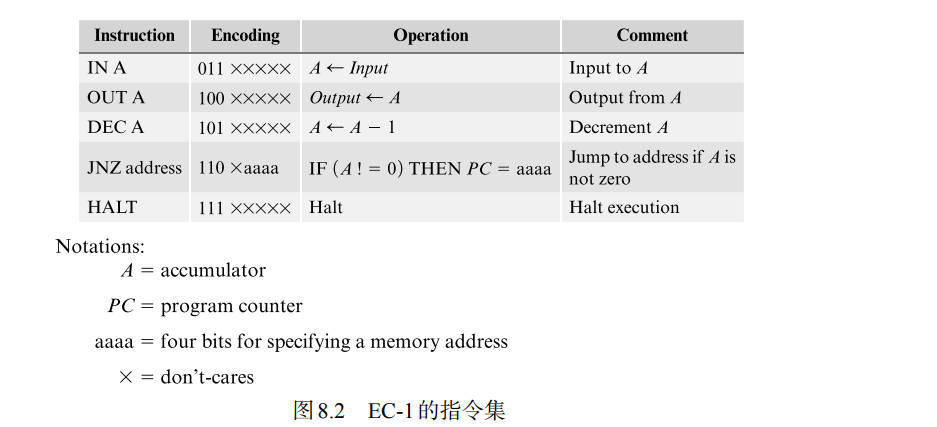 Instruction Encoding Operation Comment
IN A 011 ××××× A ← Input Input to A
OUT A 100 ××××× Output ← A Output from A
DEC A 101 ××××× A ← A − 1 Decrement A
JNZ address 110 ×aaaa IF (A ! = 0) THEN PC = aaaa Jump to address if A is
not zero
HALT 111 ××××× Halt Halt execution
Notations:
A = accumulator
PC = program counter
aaaa = four bits for specifying a memory address
× = don't-cares
图8.2 EC-1的指令集